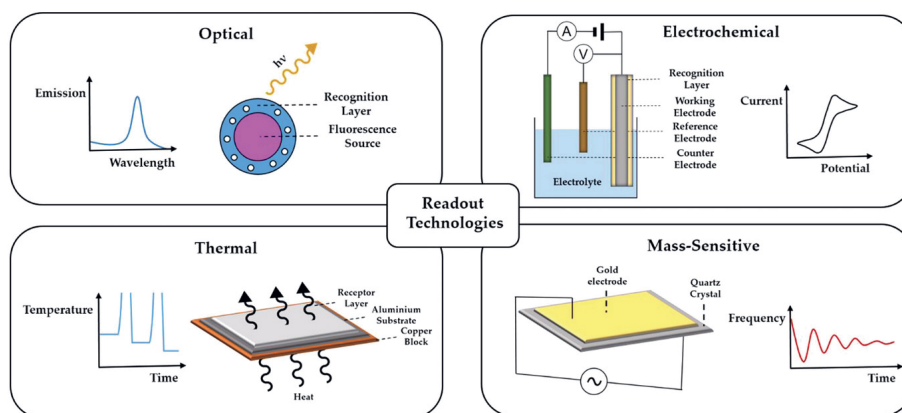 Optical
hν
Emission
Wavelength
Recognition
Layer
Fluorescence
Source
Electrochemical
A
V
Recognition
Layer
Working
Electrode
Reference
Electrode
Counter
Electrode
Electrolyte
Current
Potential
Readout
Technologies
Thermal
Temperature
Time
Receptor
Layer
Aluminium
Substrate
Copper
Block
Heat
Mass-Sensitive
Gold
electrode
Quartz
Crystal
Frequency
Time